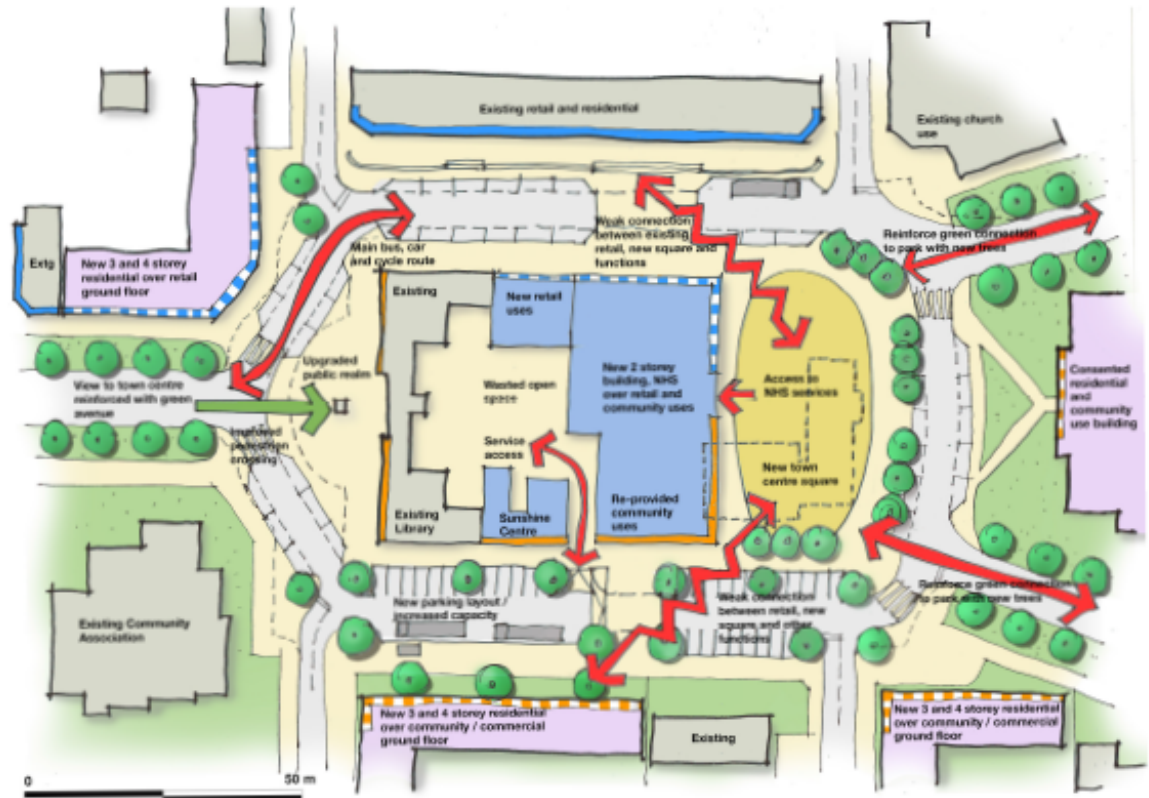 Existing retail and residential
Existing church
use
Weak connection
between existing
retail, new square and
functions
Reinforce green connection
to park with new trees
Main bus, car
and cycle route
Extg
New 3 and 4 storey
residential over retail
ground floor
Existing
New retail
uses
Upgraded
public realm
View to town centre
reinforced with green
avenue
Improved
pedestrian
crossing
Wasted open
space
New 2 storey
building, NHS
over retail and
community uses
Access to
NHS services
Consented
residential
and
community
use building
Service
access
New town
centre square
Existing
Library
Sunshine
Centre
Re-provided
community
uses
Reinforce green connection
to park with new trees
New parking layout /
increased capacity
Weak connection
between retail, new
square and other
functions
Existing Community
Association
New 3 and 4 storey residential
over community / commercial
ground floor
Existing
New 3 and 4 storey residential
over community / commercial
ground floor
0
50 m